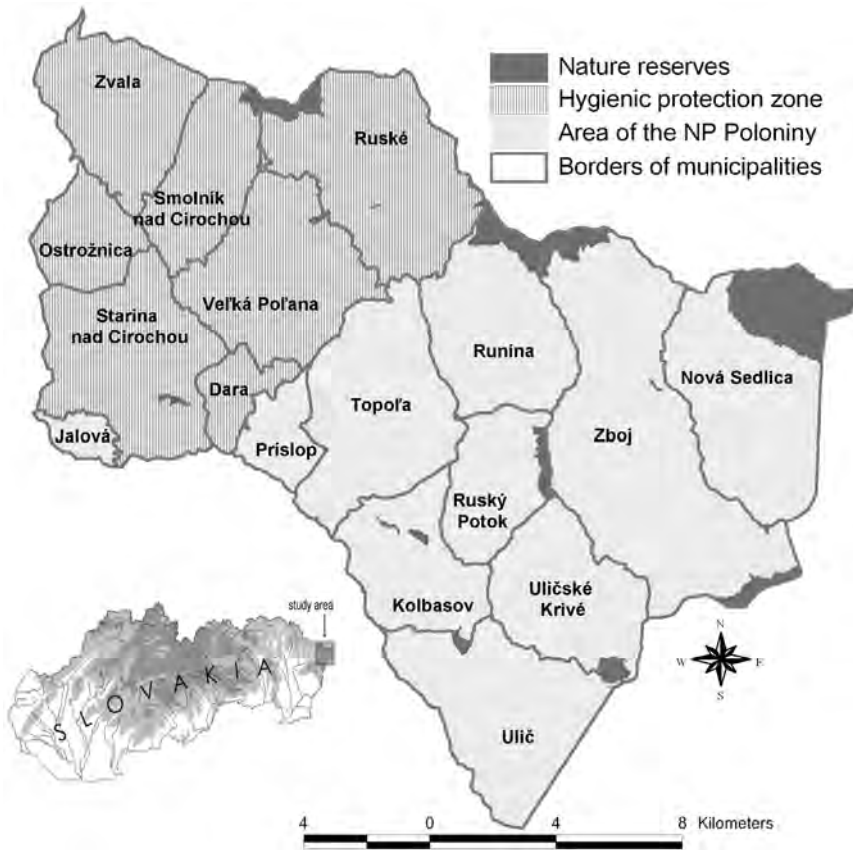 Nature reserves
Hygienic protection zone
Area of the NP Poloniny
Borders of municipalities
Zvala
Ruské
Smolník
nad Cirochou
Ostrožnica
Veľká Poľana
Starina
nad Cirochou
Runina
Dara
Topoľa
Nová Sedlica
Jalová
Príslop
Zboj
Ruský
Potok
Uličské
Krivé
Kolbasov
study area
SLOVAKIA
N
W
E
S
Ulič
4
0
4
8 Kilometers